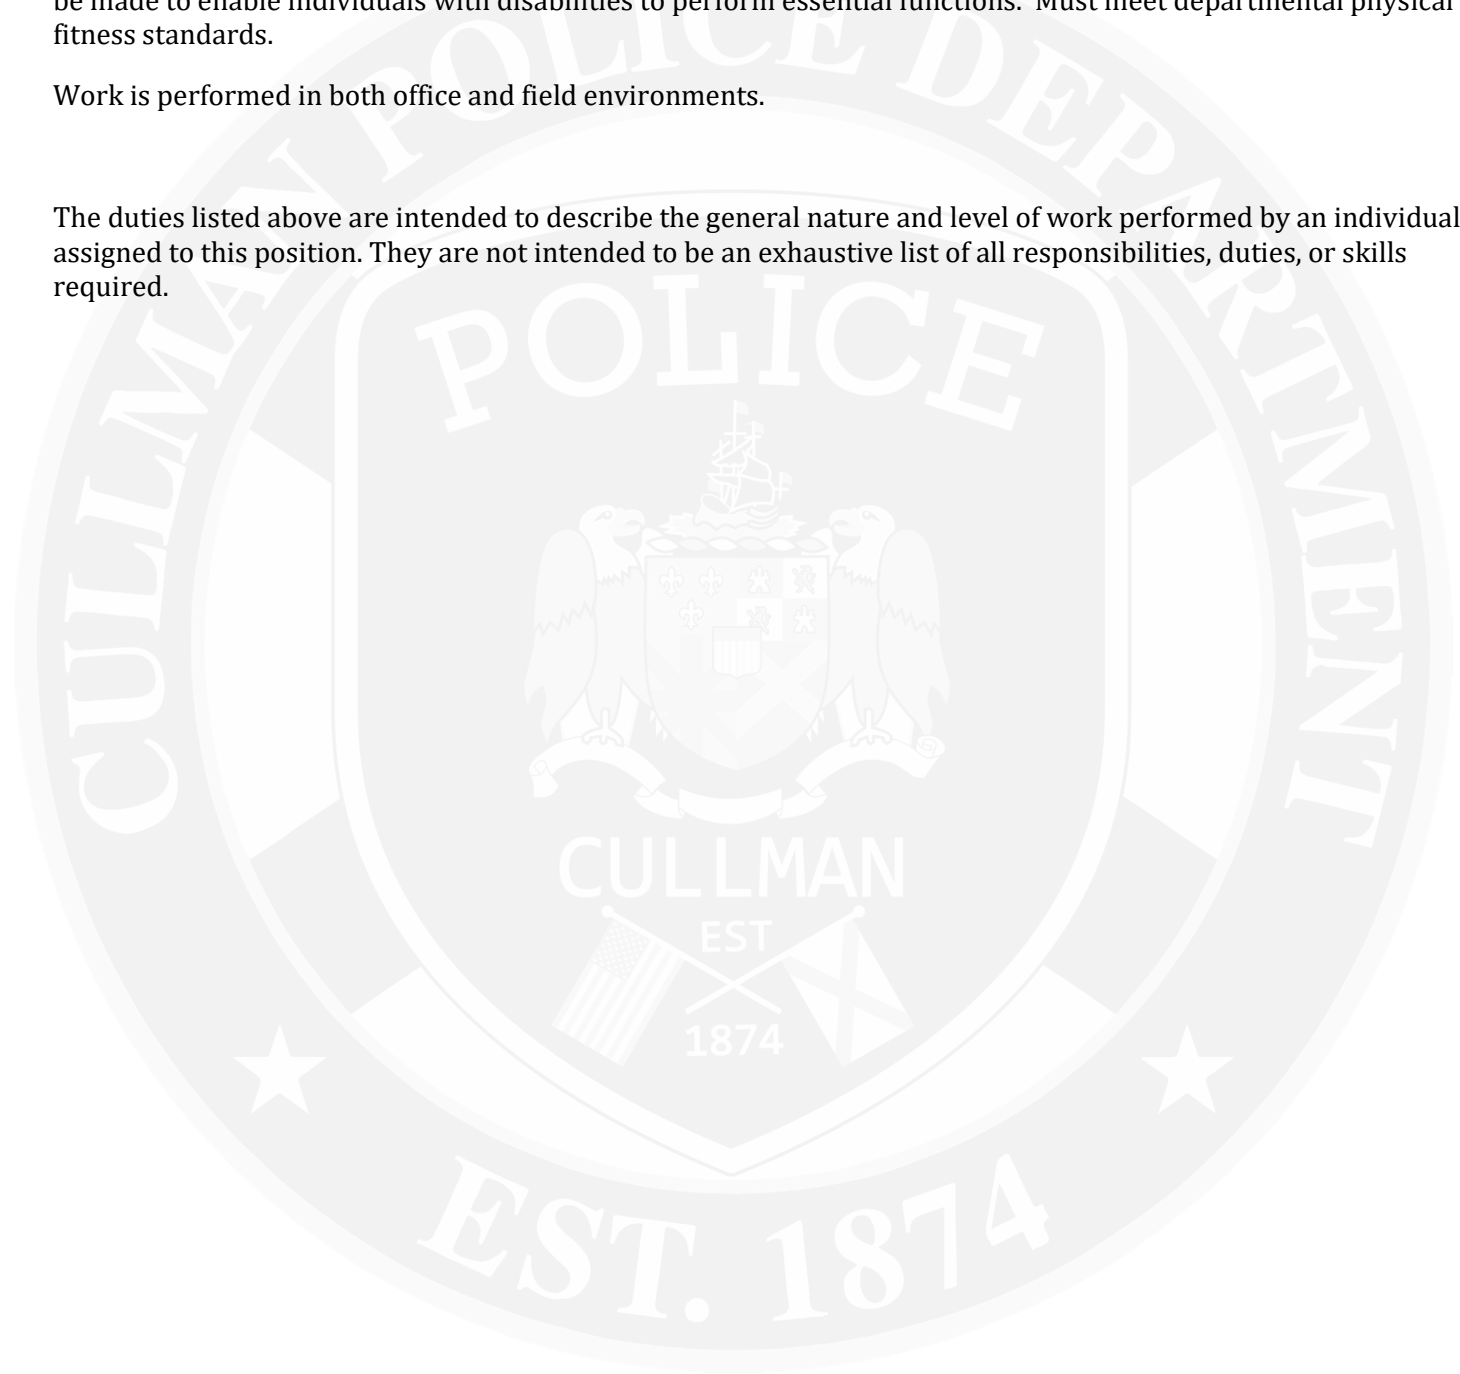 be made to enable individuals with disabilities to perform essential functions.  Must meet departmental physical
fitness standards.
Work is performed in both office and field environments.
The duties listed above are intended to describe the general nature and level of work performed by an individual
assigned to this position. They are not intended to be an exhaustive list of all responsibilities, duties, or skills
required.
CULLMAN POLICE DEPARTMENT
POLICE
CULLMAN
EST
1874
EST. 1874